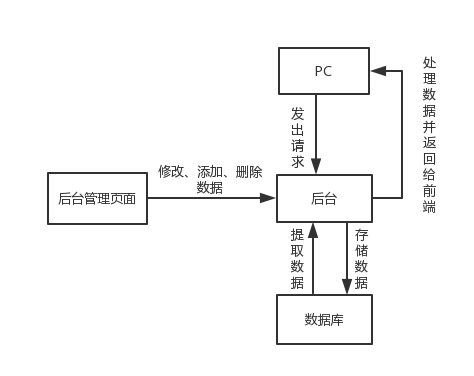 PC
处理数据并返回给前端
发出请求
修改、添加、删除
数据
后台管理页面
后台
提取数据
存储数据
数据库